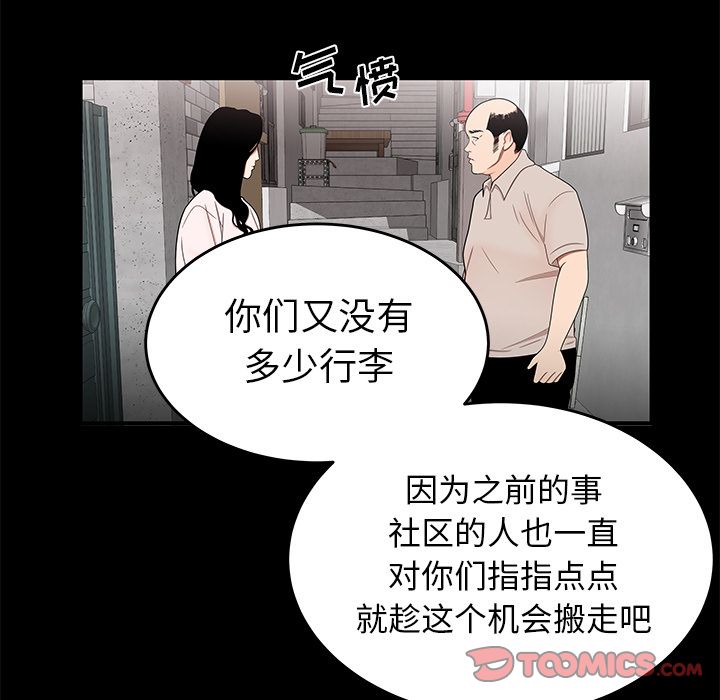 气愤
你们又没有
多少行李
因为之前的事
社区的人也一直
对你们指指点点
就趁这个机会搬走吧
TOOMICS.COM